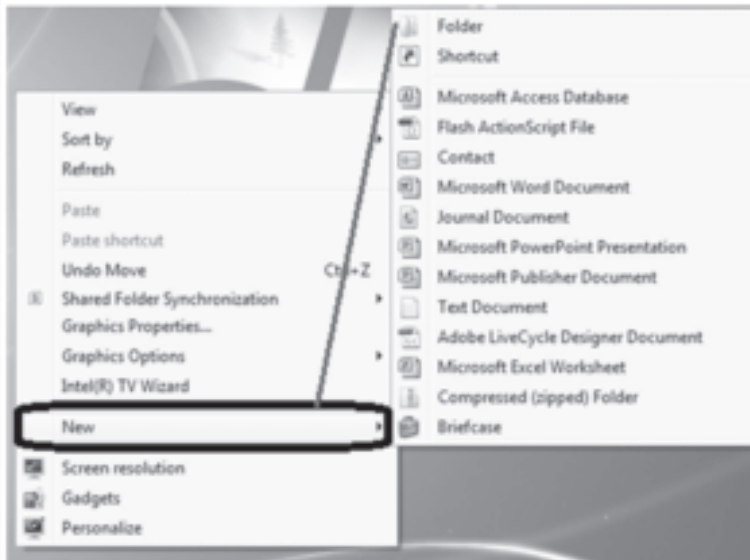 View
Sort by
Refresh
Paste
Paste shortcut
Undo Move Ctrl+Z
Shared Folder Synchronization
Graphics Properties...
Graphics Options
Intel(R) TV Wizard
New
Screen resolution
Gadgets
Personalize
Folder
Shortcut
Microsoft Access Database
Flash ActionScript File
Contact
Microsoft Word Document
Journal Document
Microsoft PowerPoint Presentation
Microsoft Publisher Document
Text Document
Adobe LiveCycle Designer Document
Microsoft Excel Worksheet
Compressed (zipped) Folder
Briefcase